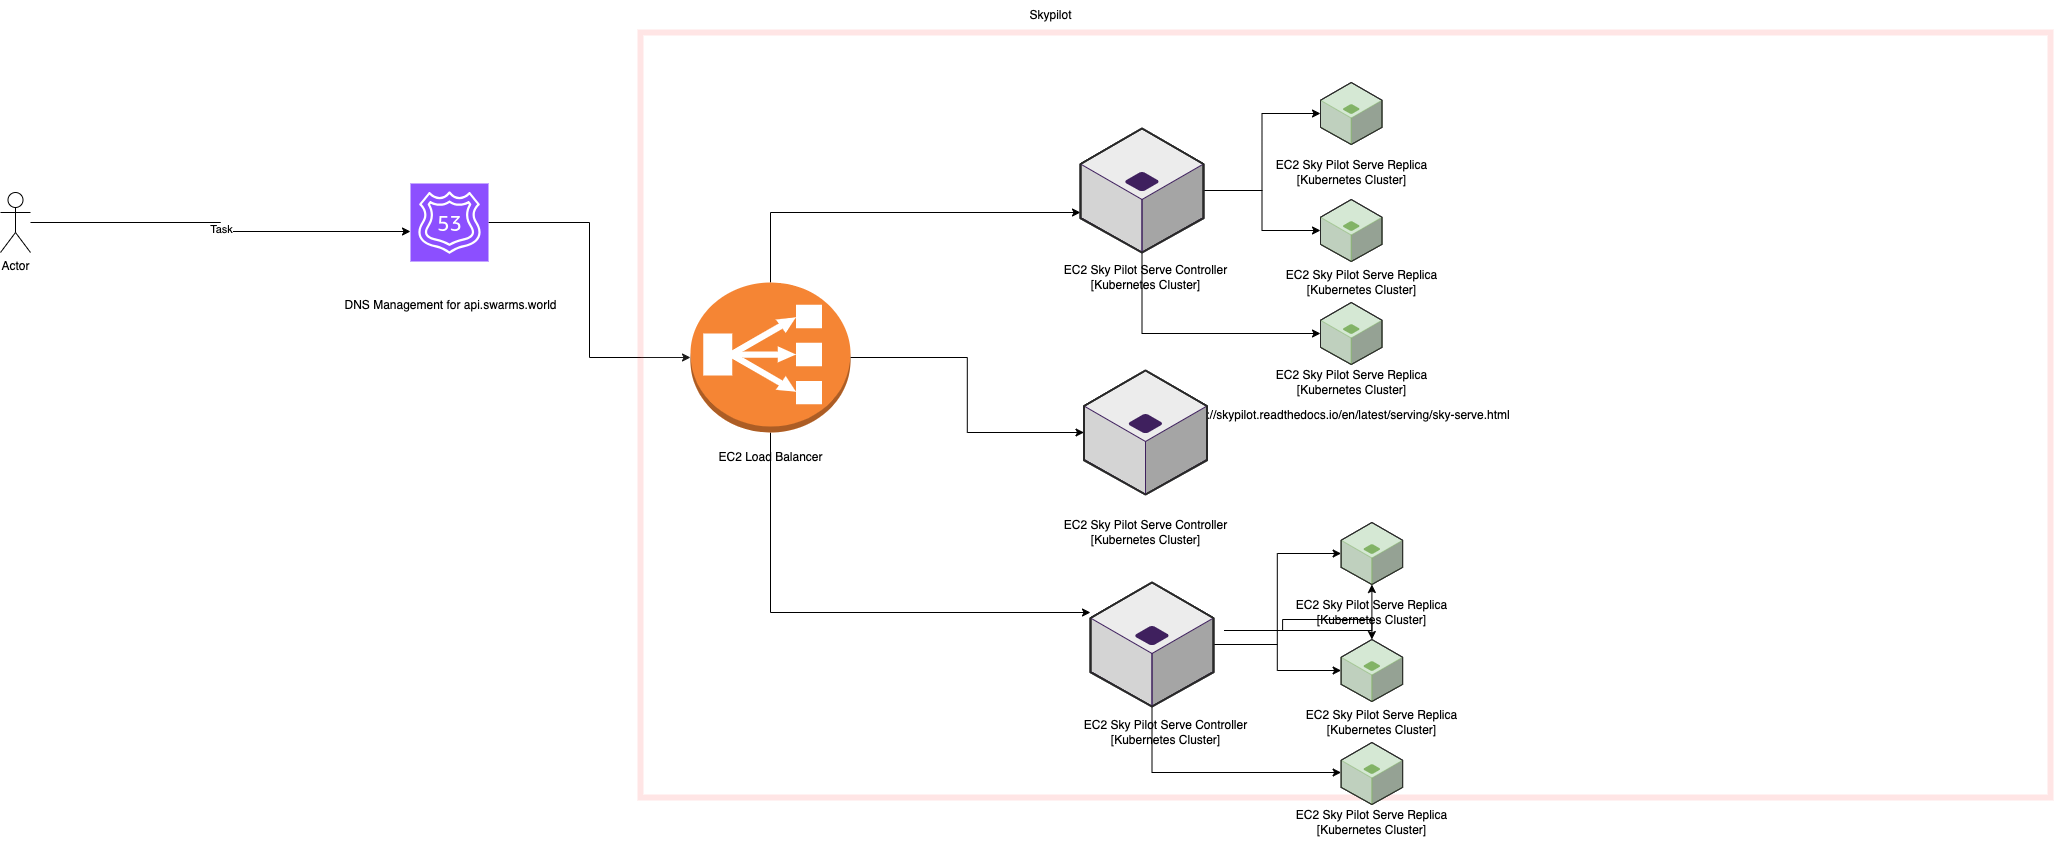 Skypilot
Actor
Task
53
DNS Management for api.swarms.world
EC2 Load Balancer
EC2 Sky Pilot Serve Controller
[Kubernetes Cluster]
EC2 Sky Pilot Serve Replica
[Kubernetes Cluster]
EC2 Sky Pilot Serve Replica
[Kubernetes Cluster]
EC2 Sky Pilot Serve Replica
[Kubernetes Cluster]
://skypilot.readthedocs.io/en/latest/serving/sky-serve.html
EC2 Sky Pilot Serve Controller
[Kubernetes Cluster]
EC2 Sky Pilot Serve Replica
[Kubernetes Cluster]
EC2 Sky Pilot Serve Controller
[Kubernetes Cluster]
EC2 Sky Pilot Serve Replica
[Kubernetes Cluster]
EC2 Sky Pilot Serve Replica
[Kubernetes Cluster]